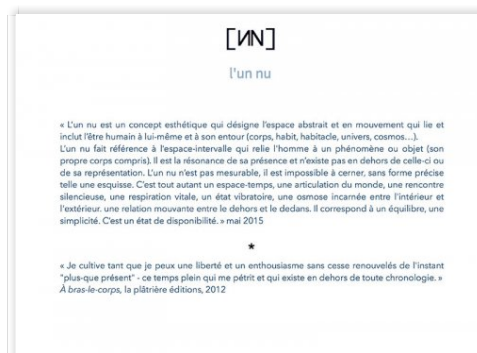 [ИN]
l'un nu
« L'un nu est un concept esthétique qui désigne l'espace abstrait et en mouvement qui lie et
inclut l'être humain à lui-même et à son entour (corps, habit, habitacle, univers, cosmos...).
L'un nu fait référence à l'espace-intervalle qui relie l'homme à un phénomène ou objet (son
propre corps compris). Il est la résonance de sa présence et n'existe pas en dehors de celle-ci ou
de sa représentation. L'un nu n'est pas mesurable, il est impossible à cerner, sans forme précise
telle une esquisse. C'est tout autant un espace-temps, une articulation du monde, une rencontre
silencieuse, une respiration vitale, un état vibratoire, une osmose incarnée entre l'intérieur et
l'extérieur. une relation mouvante entre le dehors et le dedans. Il correspond à un équilibre, une
simplicité. C'est un état de disponibilité. » mai 2015
*
« Je cultive tant que je peux une liberté et un enthousiasme sans cesse renouvelés de l'instant
"plus-que présent" - ce temps plein qui me pétrit et qui existe en dehors de toute chronologie. »
À bras-le-corps, la plâtrière éditions, 2012